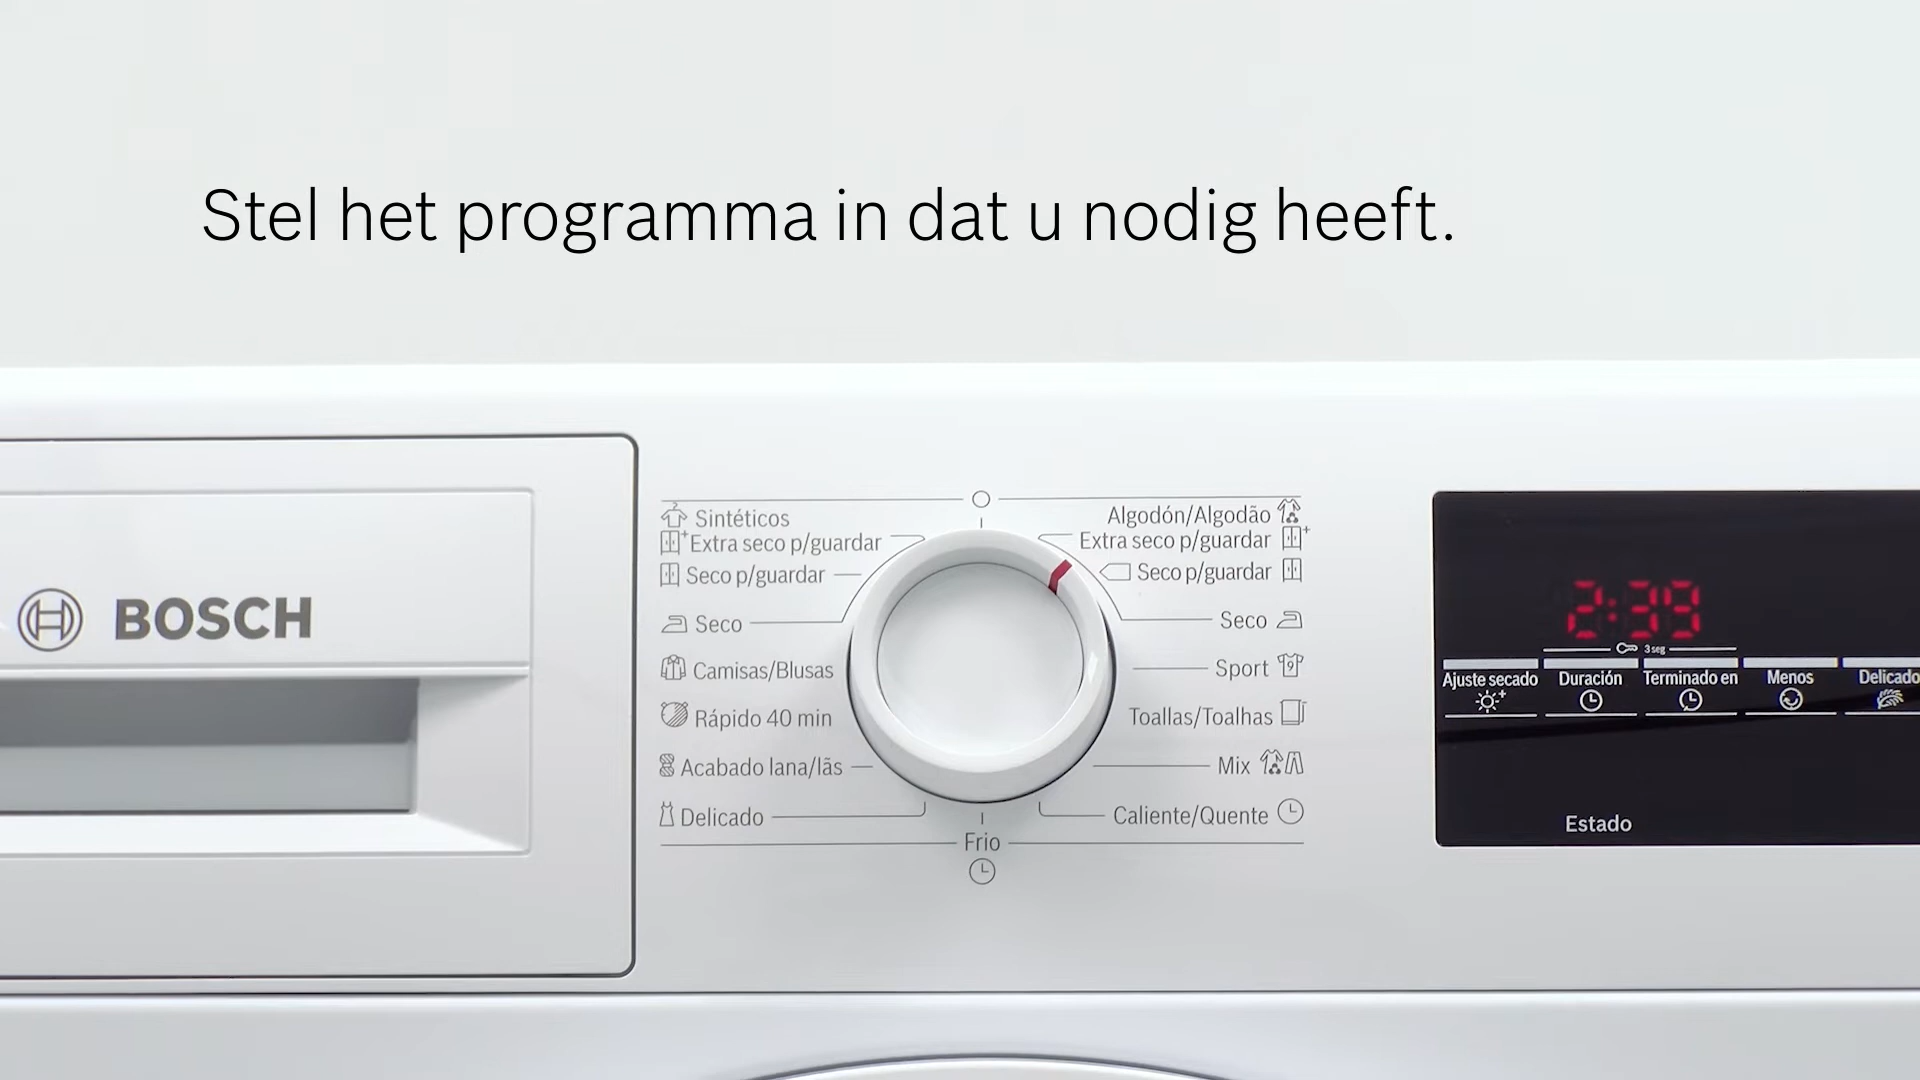 Stel het programma in dat u nodig heeft.
BOSCH
Sintéticos
Extra seco p/guardar
Seco p/guardar
Seco
Camisas/Blusas
Rápido 40 min
Acabado lana/lãs
Delicado
Frio
Algodón/Algodão
Extra seco p/guardar
Seco p/guardar
Seco
Sport
Toallas/Toalhas
Mix
Caliente/Quente
2:39
3 seg
Ajuste secado Duración Terminado en Menos Delicado
Estado